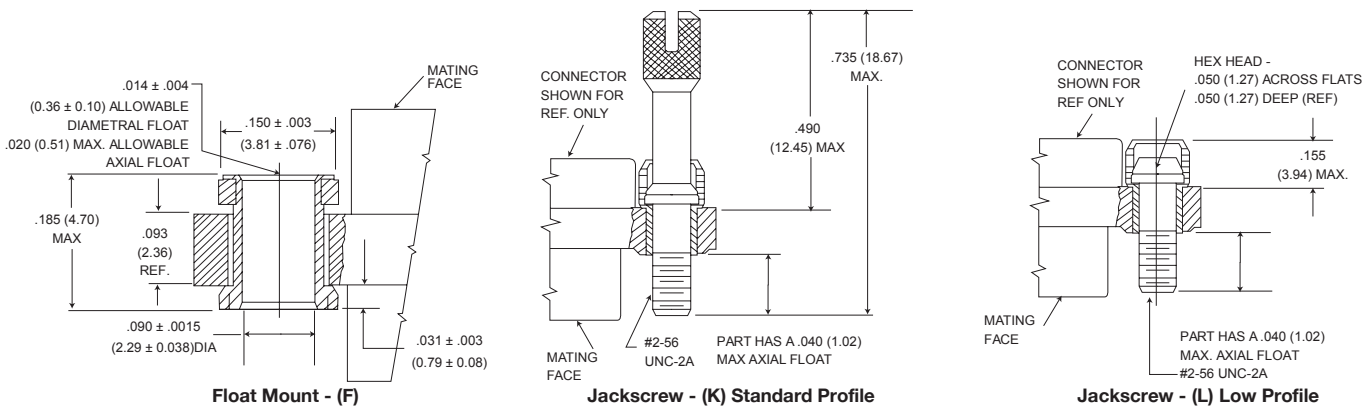 .014 ± .004
(0.36 ± 0.10) ALLOWABLE
DIAMETRAL FLOAT
.020 (0.51) MAX. ALLOWABLE
AXIAL FLOAT
.150 ± .003
(3.81 ± .076)
MATING
FACE
.185 (4.70)
MAX
.093
(2.36)
REF.
.090 ± .0015
(2.29 ± 0.038)DIA
.031 ± .003
(0.79 ± 0.08)
Float Mount - (F)
CONNECTOR
SHOWN FOR
REF. ONLY
.735 (18.67)
MAX.
.490
(12.45) MAX
MATING
FACE
#2-56
UNC-2A
PART HAS A .040 (1.02)
MAX AXIAL FLOAT
Jackscrew - (K) Standard Profile
CONNECTOR
SHOWN FOR
REF ONLY
HEX HEAD -
.050 (1.27) ACROSS FLATS
.050 (1.27) DEEP (REF)
.155
(3.94) MAX.
MATING
FACE
PART HAS A .040 (1.02)
MAX. AXIAL FLOAT
#2-56 UNC-2A
Jackscrew - (L) Low Profile